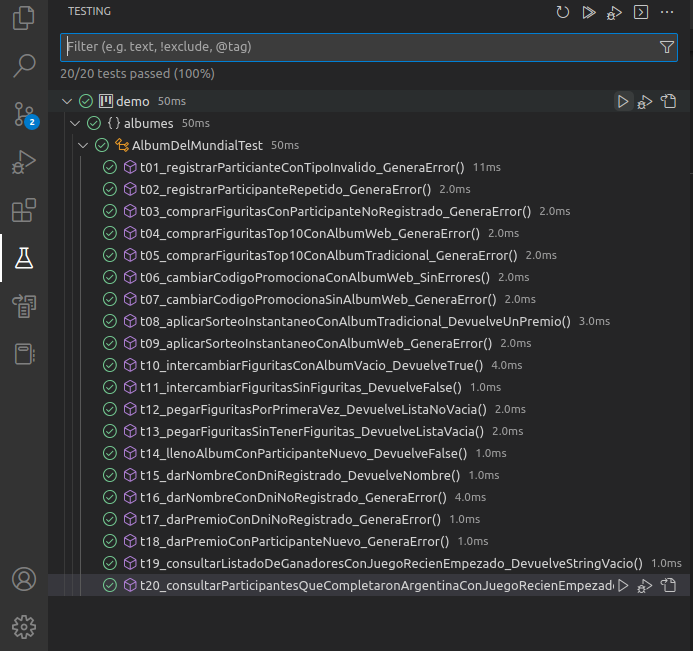 TESTING
Filter (e.g. text, !exclude, @tag)
20/20 tests passed (100%)
demo 50ms
{} albumes 50ms
AlbumDelMundialTest 50ms
t01_registrarParticianteConTipoInvalido_GeneraError() 11ms
t02_registrarParticipanteRepetido_GeneraError() 2.0ms
t03_comprarFiguritasConParticipanteNoRegistrado_GeneraError() 2.0ms
t04_comprarFiguritasTop10ConAlbumWeb_GeneraError() 2.0ms
t05_comprarFiguritasTop10ConAlbumTradicional_GeneraError() 2.0ms
t06_cambiarCodigoPromocionaConAlbumWeb_SinErrores() 2.0ms
t07_cambiarCodigoPromocionaSinAlbumWeb_GeneraError() 2.0ms
t08_aplicarSorteoInstantaneoConAlbumTradicional_DevuelveUnPremio() 3.0ms
t09_aplicarSorteoInstantaneoConAlbumWeb_GeneraError() 2.0ms
t10_intercambiarFiguritasConAlbumVacio_DevuelveTrue() 4.0ms
t11_intercambiarFiguritasSinFiguritas_DevuelveFalse() 1.0ms
t12_pegarFiguritasPorPrimeraVez_DevuelveListaNoVacia() 2.0ms
t13_pegarFiguritasSinTenerFiguritas_DevuelveListaVacia() 2.0ms
t14_llenoAlbumConParticipanteNuevo_DevuelveFalse() 1.0ms
t15_darNombreConDniRegistrado_DevuelveNombre() 1.0ms
t16_darNombreConDniNoRegistrado_GeneraError() 4.0ms
t17_darPremioConDniNoRegistrado_GeneraError() 1.0ms
t18_darPremioConParticipanteNuevo_GeneraError() 1.0ms
t19_consultarListadoDeGanadoresConJuegoRecienEmpezado_DevuelveStringVacio() 1.0ms
t20_consultarParticipantesQueCompletaronArgentinaConJuegoRecienEmpezado
2